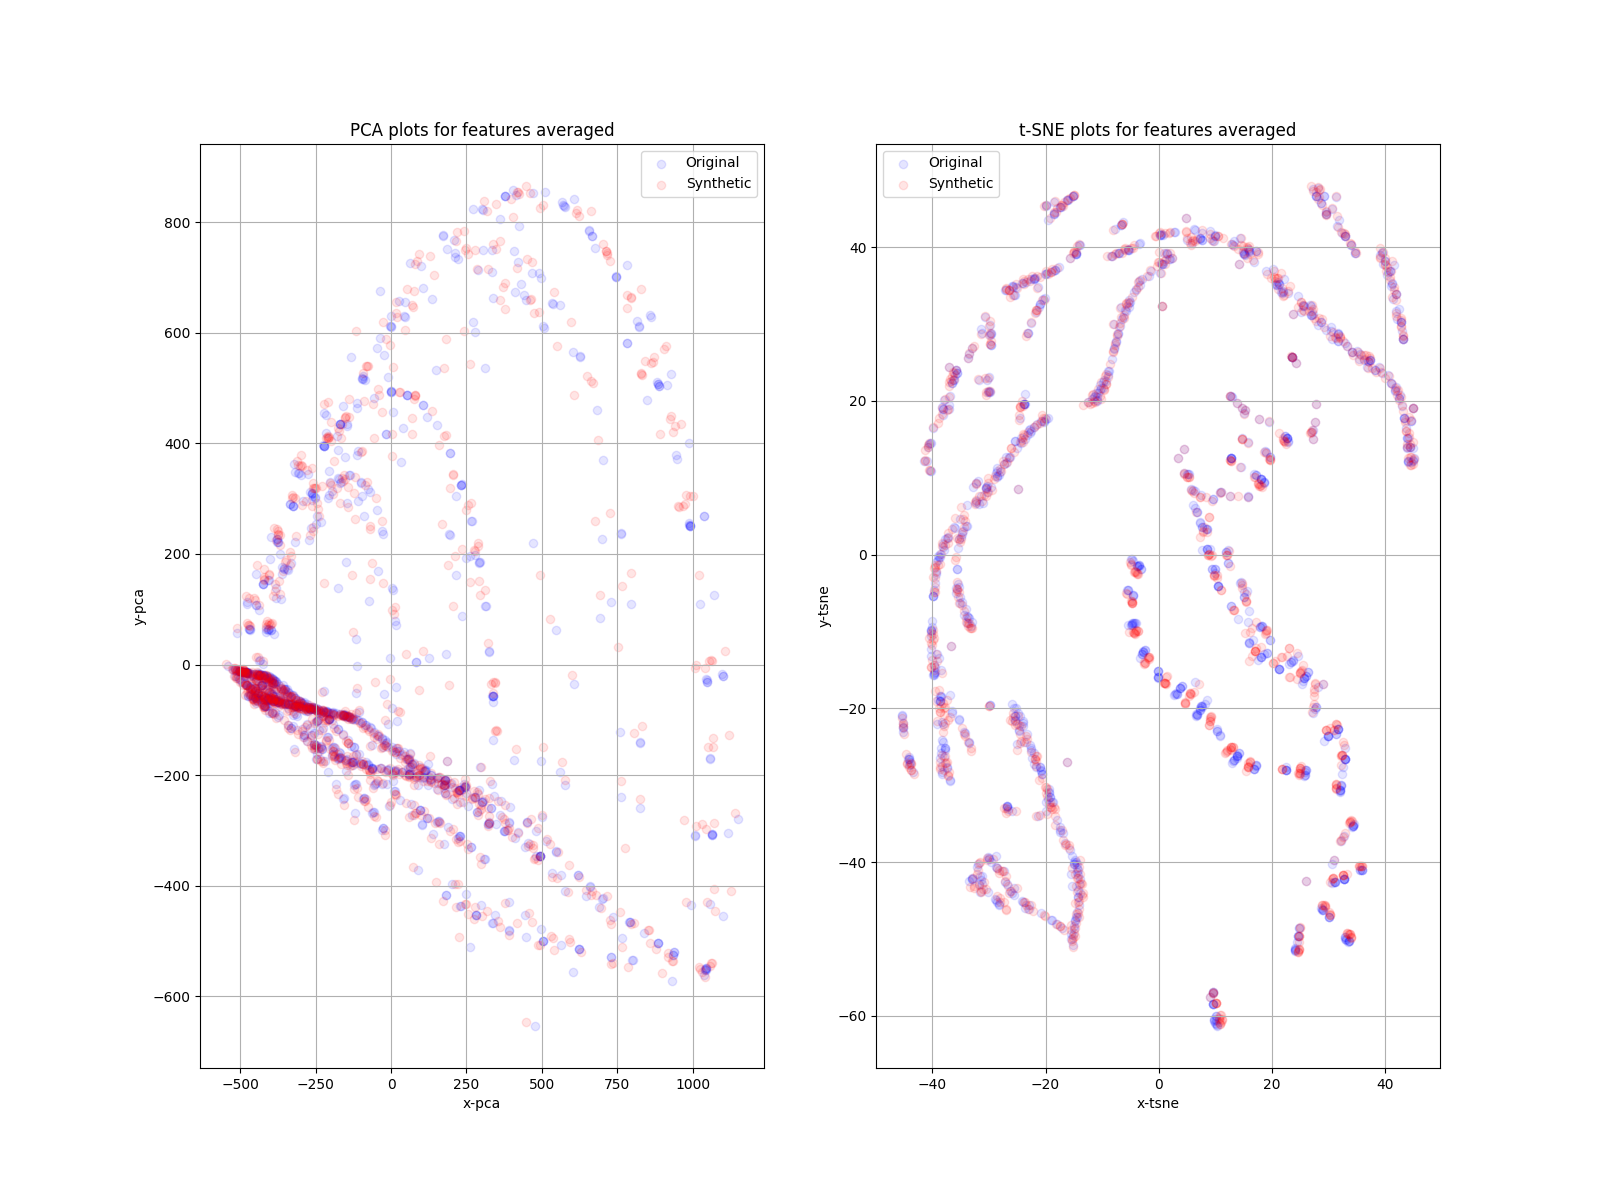 PCA plots for features averaged
Original
Synthetic
800
600
400
200
0
−200
−400
−600
y-pca
−500
−250
0
250
500
750
1000
x-pca
t-SNE plots for features averaged
Original
Synthetic
40
20
0
−20
−40
−60
y-tsne
−40
−20
0
20
40
x-tsne